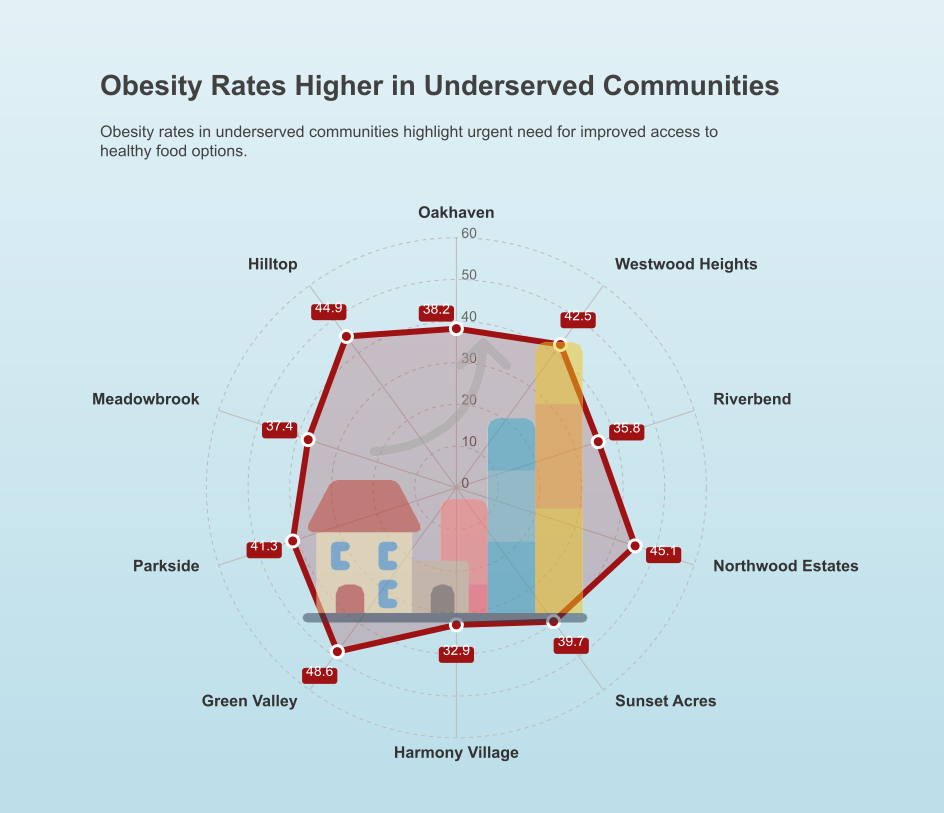 Obesity Rates Higher in Underserved Communities
Obesity rates in underserved communities highlight urgent need for improved access to
healthy food options.
Oakhaven
60
Hilltop
Westwood Heights
50
44.9
38.2
40
42.5
30
Meadowbrook
Riverbend
20
37.4
35.8
10
0
41.3
45.1
Parkside
Northwood Estates
39.7
32.9
48.6
Green Valley
Sunset Acres
Harmony Village